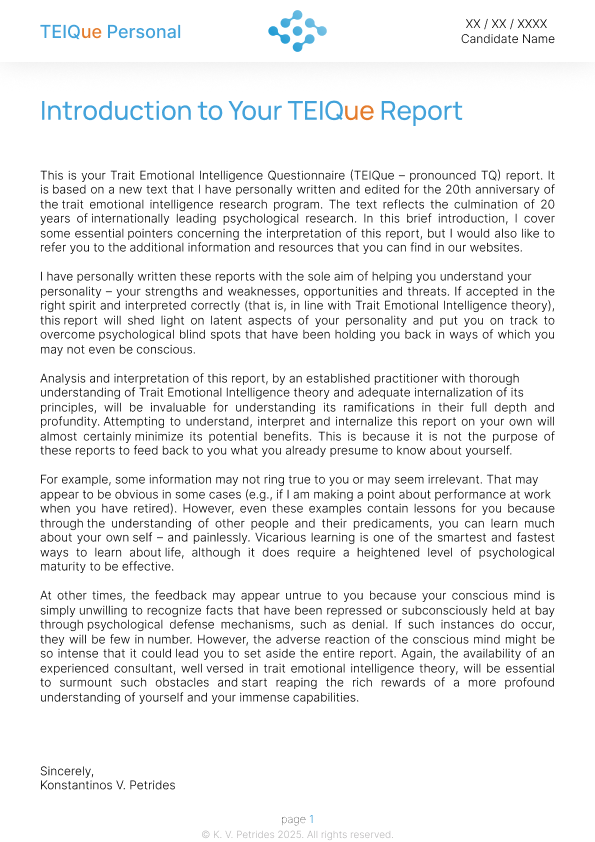 TEIQue Personal
XX / XX / XXXX
Candidate Name
Introduction to Your TEIQue Report
This is your Trait Emotional Intelligence Questionnaire (TEIQue – pronounced TQ) report. It
is based on a new text that I have personally written and edited for the 20th anniversary of
the trait emotional intelligence research program. The text reflects the culmination of 20
years of internationally leading psychological research. In this brief introduction, I cover
some essential pointers concerning the interpretation of this report, but I would also like to
refer you to the additional information and resources that you can find in our websites.
I have personally written these reports with the sole aim of helping you understand your
personality – your strengths and weaknesses, opportunities and threats. If accepted in the
right spirit and interpreted correctly (that is, in line with Trait Emotional Intelligence theory),
this report will shed light on latent aspects of your personality and put you on track to
overcome psychological blind spots that have been holding you back in ways of which you
may not even be conscious.
Analysis and interpretation of this report, by an established practitioner with thorough
understanding of Trait Emotional Intelligence theory and adequate internalization of its
principles, will be invaluable for understanding its ramifications in their full depth and
profundity. Attempting to understand, interpret and internalize this report on your own will
almost certainly minimize its potential benefits. This is because it is not the purpose of
these reports to feed back to you what you already presume to know about yourself.
For example, some information may not ring true to you or may seem irrelevant. That may
appear to be obvious in some cases (e.g., if I am making a point about performance at work
when you have retired). However, even these examples contain lessons for you because
through the understanding of other people and their predicaments, you can learn much
about your own self – and painlessly. Vicarious learning is one of the smartest and fastest
ways to learn about life, although it does require a heightened level of psychological
maturity to be effective.
At other times, the feedback may appear untrue to you because your conscious mind is
simply unwilling to recognize facts that have been repressed or subconsciously held at bay
through psychological defense mechanisms, such as denial. If such instances do occur,
they will be few in number. However, the adverse reaction of the conscious mind might be
so intense that it could lead you to set aside the entire report. Again, the availability of an
experienced consultant, well versed in trait emotional intelligence theory, will be essential
to surmount such obstacles and start reaping the rich rewards of a more profound
understanding of yourself and your immense capabilities.
Sincerely,
Konstantinos V. Petrides
page 1
© K. V. Petrides 2025. All rights reserved.